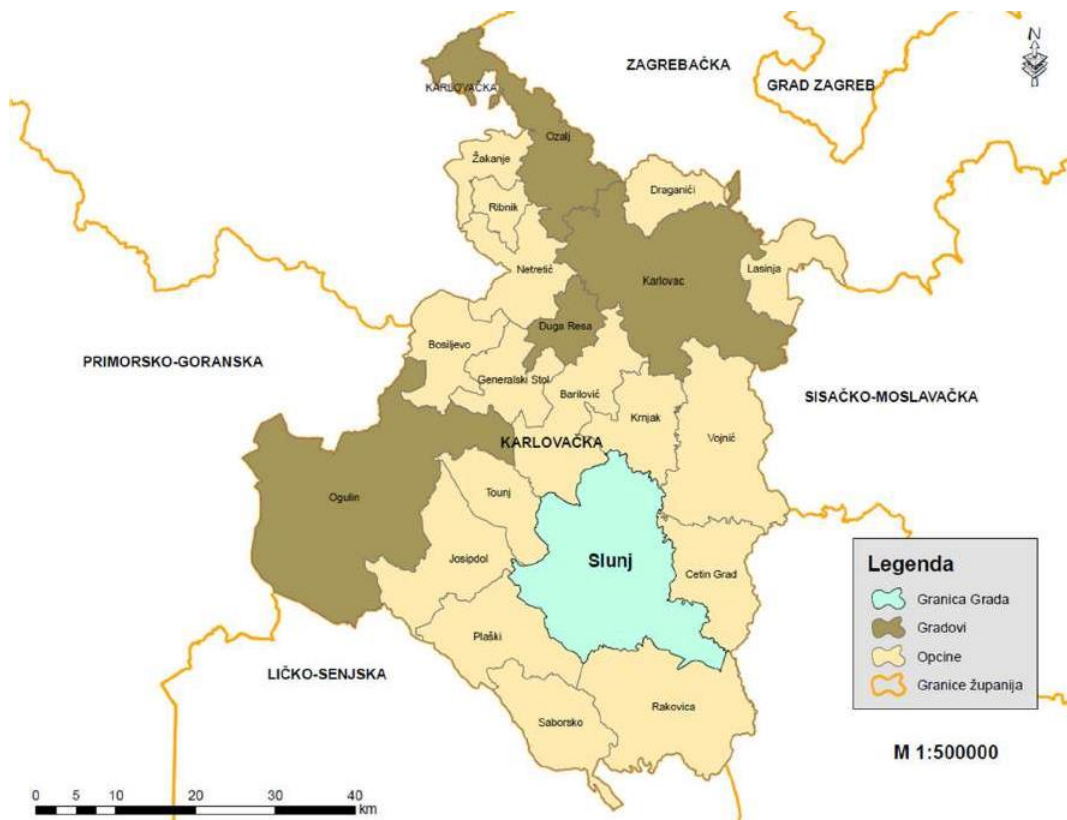 N
ZAGREBAČKA
GRAD ZAGREB
KARLOVAČKA
Ozalj
Žakanje
Draganići
Ribnik
Netretić
Karlovac
Lasinja
Duga Resa
Bosiljevo
PRIMORSKO-GORANSKA
Generalski Stol
Barilović
SISAČKO-MOSLAVAČKA
Krnjak
KARLOVAČKA
Vojnić
Ogulin
Tounj
Josipdol
Slunj
Cetin Grad
Legenda
Granica Grada
Gradovi
Opcine
Granice županija
Plaški
LIČKO-SENJSKA
Saborsko
Rakovica
M 1:500000
0 5 10 20 30 40
km